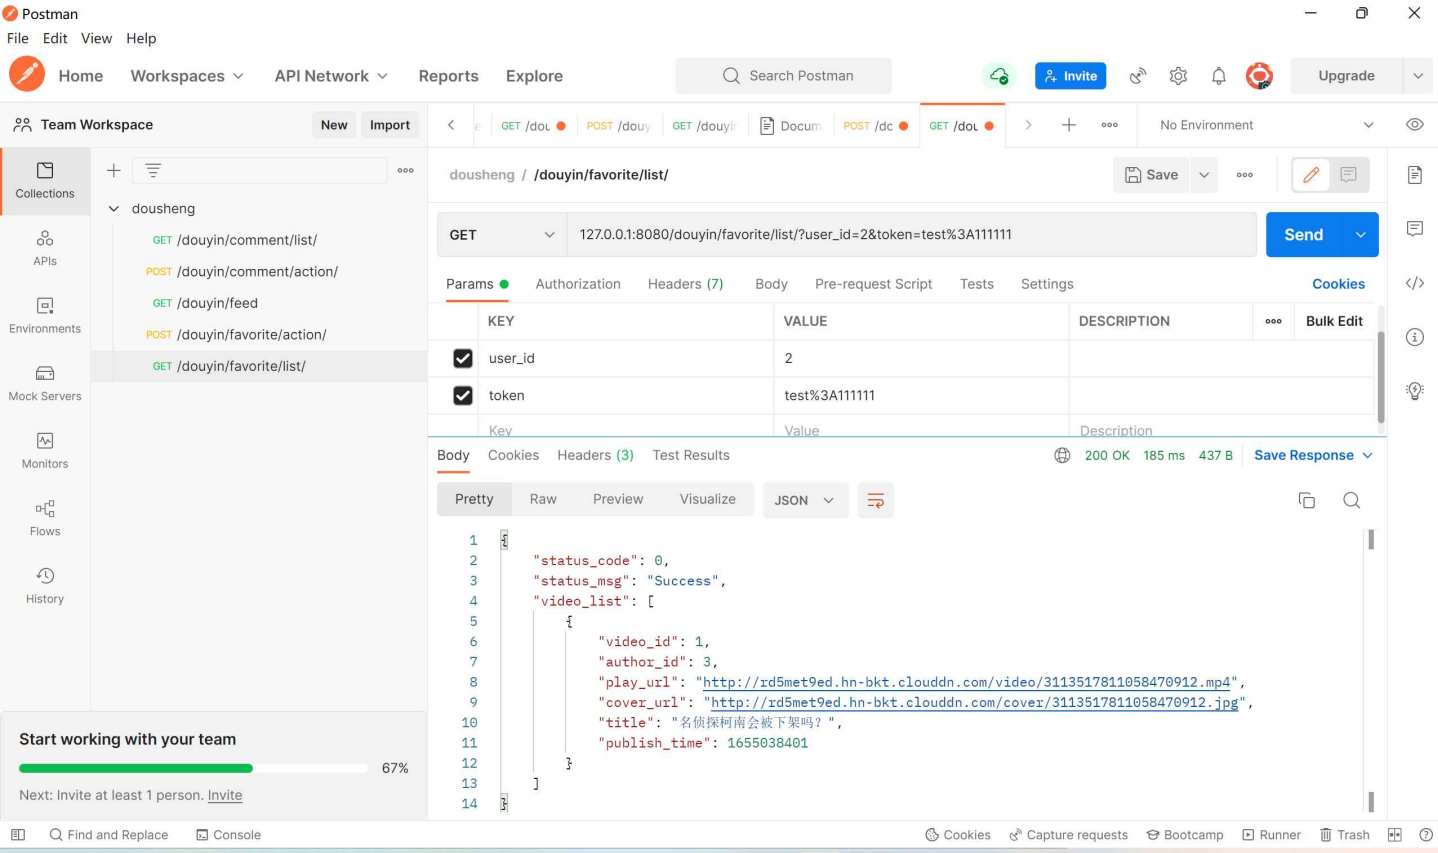 Postman
File Edit View Help
Home Workspaces API Network Reports Explore Search Postman Invite Upgrade
Team Workspace New Import GET /dou POST /douy GET /douyin Docum POST /dc GET /dou No Environment
Collections
APIs
Environments
Mock Servers
Monitors
Flows
History
dousheng
GET /douyin/comment/list/
POST /douyin/comment/action/
GET /douyin/feed
POST /douyin/favorite/action/
GET /douyin/favorite/list/
Start working with your team
67%
Next: Invite at least 1 person. Invite
dousheng / /douyin/favorite/list/ Save
GET 127.0.0.1:8080/douyin/favorite/list/?user_id=2&token=test%3A111111 Send
Params Authorization Headers (7) Body Pre-request Script Tests Settings Cookies
KEY VALUE DESCRIPTION Bulk Edit
user_id 2
token test%3A111111
Key Value Description
Body Cookies Headers (3) Test Results 200 OK 185 ms 437 B Save Response
Pretty Raw Preview Visualize JSON
1 {
2 "status_code": 0,
3 "status_msg": "Success",
4 "video_list": [
5 {
6 "video_id": 1,
7 "author_id": 3,
8 "play_url": "http://rd5met9ed.hn-bkt.clouddn.com/video/3113517811058470912.mp4",
9 "cover_url": "http://rd5met9ed.hn-bkt.clouddn.com/cover/3113517811058470912.jpg",
10 "title": "名侦探柯南会被下架吗？",
11 "publish_time": 1655038401
12 }
13 ]
14 }
Find and Replace Console Cookies Capture requests Bootcamp Runner Trash